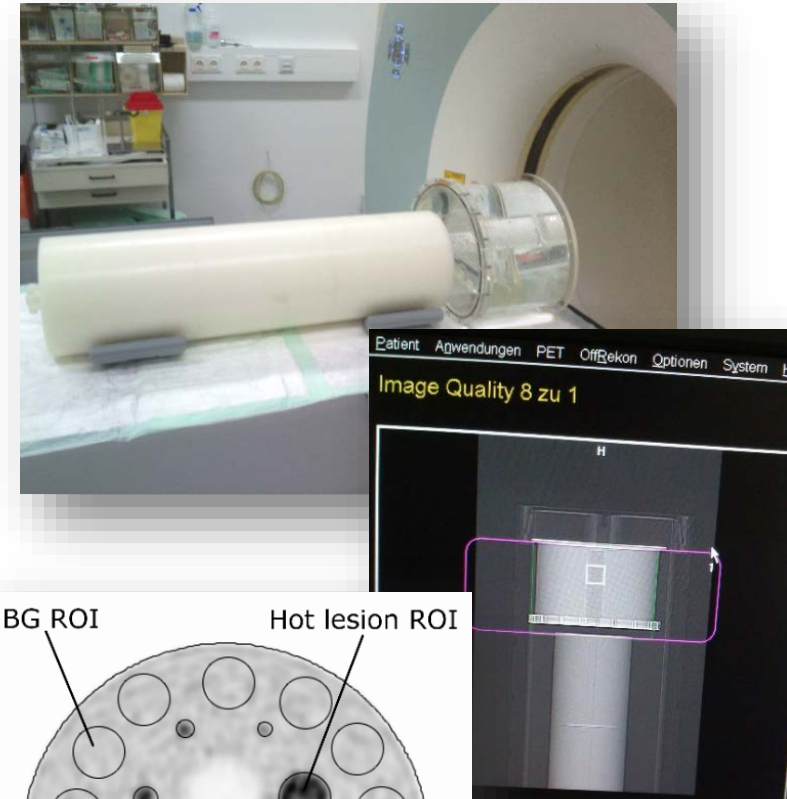 Patient Anwendungen PET OffRekon Optionen System
Image Quality 8 zu 1
H
BG ROI
Hot lesion ROI